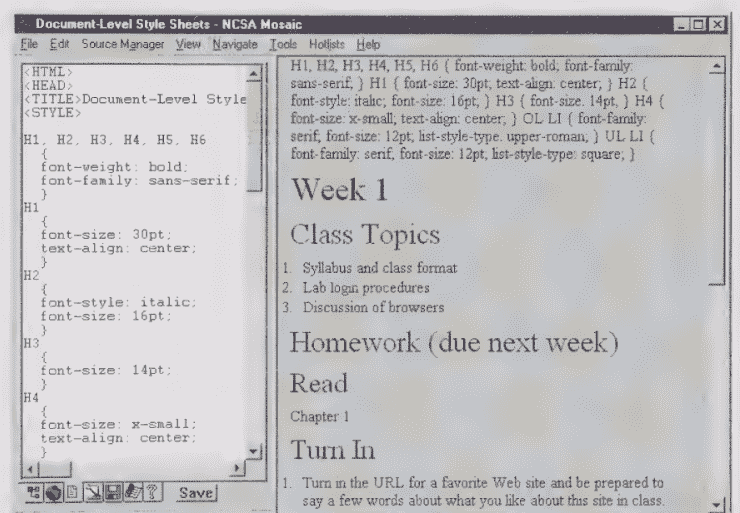 Document-Level Style Sheets - NCSA Mosaic
File Edit Source Manager View Navigate Tools Hotlists Help
<HTML>
<HEAD>
<TITLE>Document-Level Style
<STYLE>
H1, H2, H3, H4, H5, H6
{
font-weight: bold;
font-family: sans-serif;
}
H1
{
font-size: 30pt;
text-align: center;
}
H2
{
font-style: italic;
font-size: 16pt;
}
H3
{
font-size: 14pt;
}
H4
{
font-size: x-small;
text-align: center;
}
Save
H1, H2, H3, H4, H5, H6 { font-weight: bold; font-family:
sans-serif; } H1 { font-size: 30pt; text-align: center; } H2 {
font-style: italic; font-size: 16pt; } H3 { font-size: 14pt; } H4 {
font-size: x-small; text-align: center; } OL LI { font-family:
serif; font-size: 12pt; list-style-type: upper-roman; } UL LI {
font-family: serif; font-size: 12pt; list-style-type: square; }
Week 1
Class Topics
1. Syllabus and class format
2. Lab login procedures
3. Discussion of browsers
Homework (due next week)
Read
Chapter 1
Turn In
1. Turn in the URL for a favorite Web site and be prepared to
say a few words about what you like about this site in class.